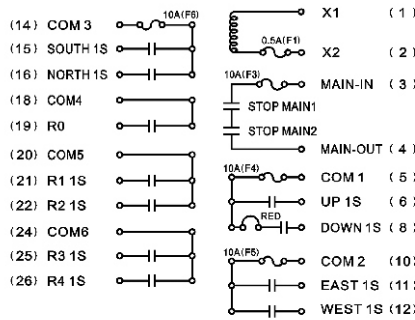 (14) COM 3 10A(F6)
(15) SOUTH 1S
(16) NORTH 1S
(18) COM4
(19) R0
(20) COM5
(21) R1 1S
(22) R2 1S
(24) COM6
(25) R3 1S
(26) R4 1S
X1 (1)
0.5A(F1)
X2 (2)
10A(F3) MAIN-IN (3)
STOP MAIN1
STOP MAIN2
MAIN-OUT (4)
10A(F4) COM 1 (5)
UP 1S (6)
RED DOWN 1S (8)
10A(F5) COM 2 (10)
EAST 1S (11)
WEST 1S (12)